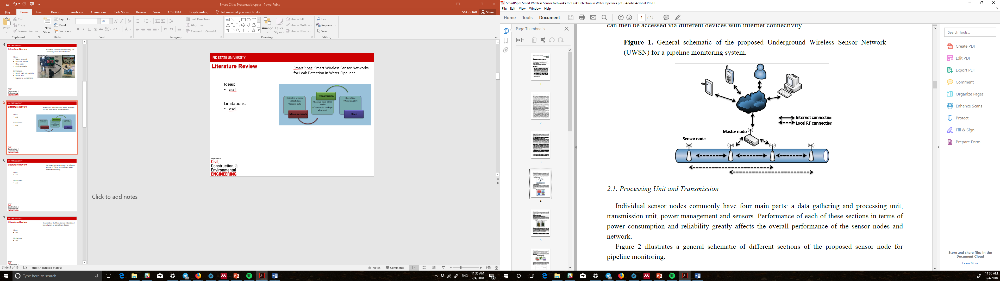 Smart Cities Presentation.pptx - PowerPoint
File Home Insert Design Transitions Animations Slide Show Review View ACROBAT Storyboarding Tell me what you want to do... SNOGHAB Share
Paste
Cut
Copy
Format Painter
Clipboard
New Slide
Layout
Reset
Section
Slides
20
B I U S abc AV Aa A
Font
Text Direction
Align Text
Convert to SmartArt
Paragraph
Arrange
Quick Styles
Shape Fill
Shape Outline
Shape Effects
Drawing
Find
Replace
Select
Editing
4
NC STATE UNIVERSITY
Literature Review
Ideas:
• Water network
• Pressure sensor
• Flow meter
• Analogue valve
Limitations:
• Needs high voltage(12v)
• Needs wire
• Expensive components
5
NC STATE UNIVERSITY
Literature Review
SmartPipes: Smart Wireless Sensor Networks
for Leak Detection in Water Pipelines
Ideas:
• asd
Limitations:
• asd
6
NC STATE UNIVERSITY
Literature Review
Use long short-term memory to enhance
Internet of Things for combined sewer
overflow monitoring
Ideas:
• asd
Limitations:
• asd
7
NC STATE UNIVERSITY
Literature Review
Decentralized Real Time Control in Combined
Sewer System by Using Smart Objects
Ideas:
• asd
Limitations:
• asd
NC STATE UNIVERSITY
Literature Review
SmartPipes: Smart Wireless Sensor Networks
for Leak Detection in Water Pipelines
Ideas:
• asd
Limitations:
• asd
•Initialise sensors
•Collect data
•Process data
Measurements
Transmission
•Receive from other
nodes
•Create data package
•Transmit
•Keep time
•Wake on alert
Sleep
Department of
Civil,
Construction, &
Environmental
ENGINEERING
Click to add notes
Slide 5 of 18 English (United States) Notes Comments 66%
Type here to search
ENG 11:35 AM
2/4/2018
SmartPipes Smart Wireless Sensor Networks for Leak Detection in Water Pipelines.pdf - Adobe Acrobat Pro DC
File Edit View Window Help
Home Tools Document 4 / 15
Page Thumbnails
1
2
3
4
5
can then be accessed via different devices with internet connectivity.
Figure 1. General schematic of the proposed Underground Wireless Sensor Network
(UWSN) for a pipeline monitoring system.
Internet connection
Local RF connection
Master node
Sensor node
2.1. Processing Unit and Transmission
Individual sensor nodes commonly have four main parts: a data gathering and processing unit,
transmission unit, power management and sensors. Performance of each of these sections in terms of
power consumption and reliability greatly affects the overall performance of the sensor nodes and
network.
Figure 2 illustrates a general schematic of different sections of the proposed sensor node for
pipeline monitoring.
Search Tools...
Create PDF
Edit PDF
Export PDF
Comment
Organize Pages
Enhance Scans
Protect
Fill & Sign
Prepare Form
Store and share files in the
Document Cloud
Learn More
11:35 AM
2/4/2018